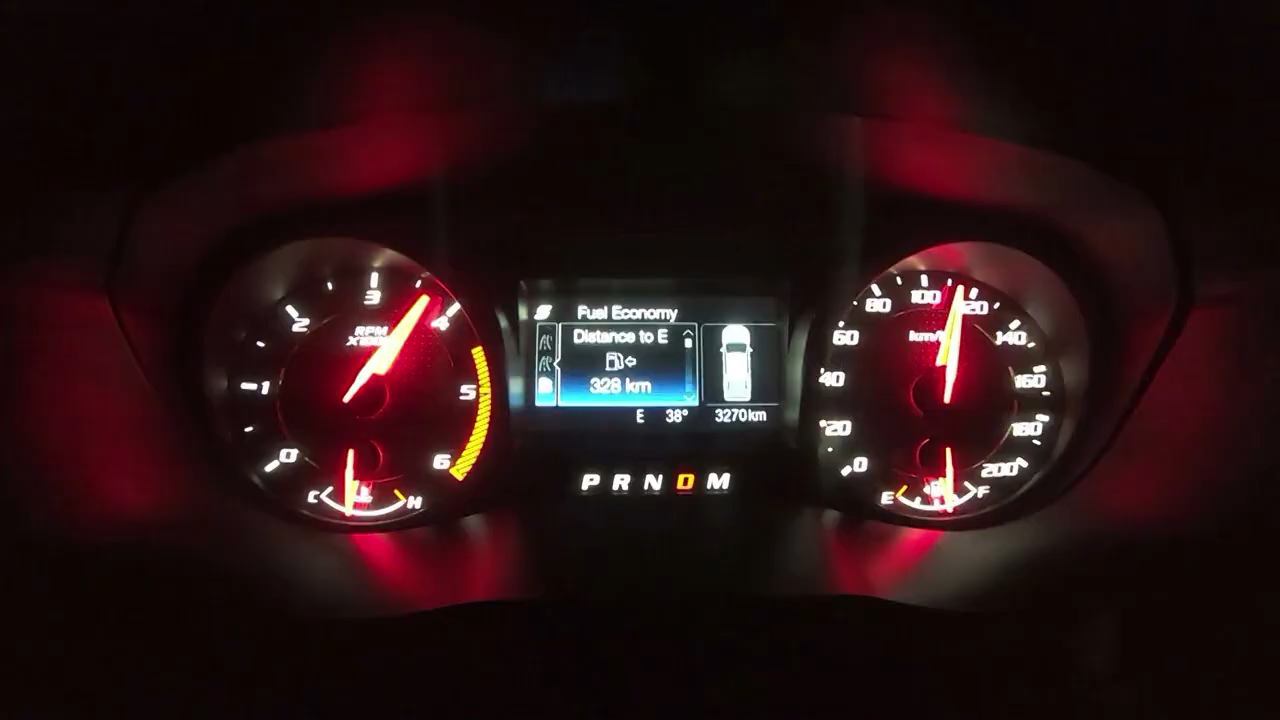 3
2
4
RPM
1
5
0
6
C
H
Fuel Economy
Distance to E
328 km
E 38° 3270km
P R N D M
100
80
120
km/h
60
140
40
160
20
180
0
200
E
F